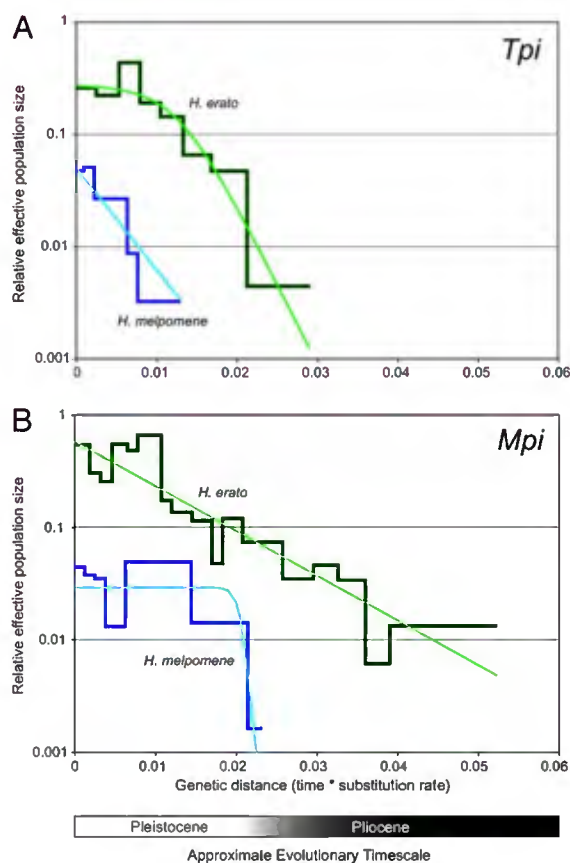 A
Tpi
Relative effective population size
1
0.1
0.01
0.001
H. erato
H. melpomene
0 0.01 0.02 0.03 0.04 0.05 0.06
B
Mpi
Relative effective population size
1
0.1
0.01
0.001
H. erato
H. melpomene
0 0.01 0.02 0.03 0.04 0.05 0.06
Genetic distance (time * substitution rate)
Pleistocene Pliocene
Approximate Evolutionary Timescale